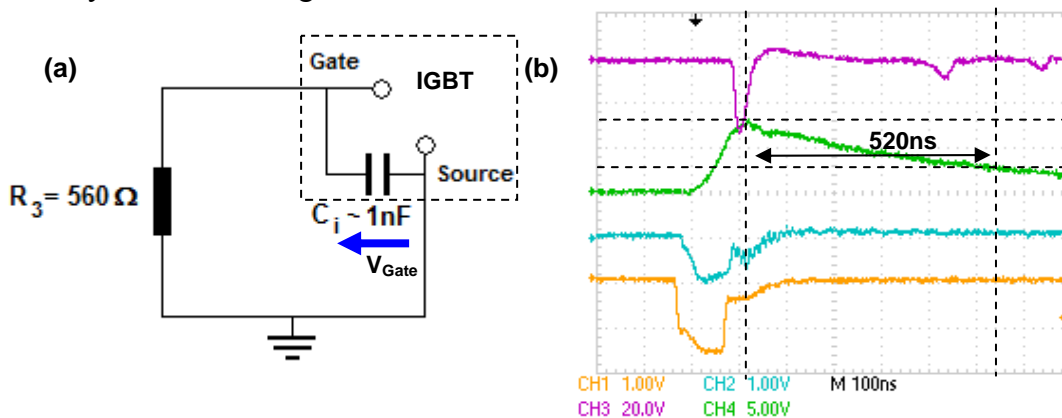 (a)
Gate
IGBT
Source
R3= 560 Ω
Ci ~ 1nF
VGate
(b)
520ns
CH1 1.00V CH2 1.00V M 100ns
CH3 20.0V CH4 5.00V